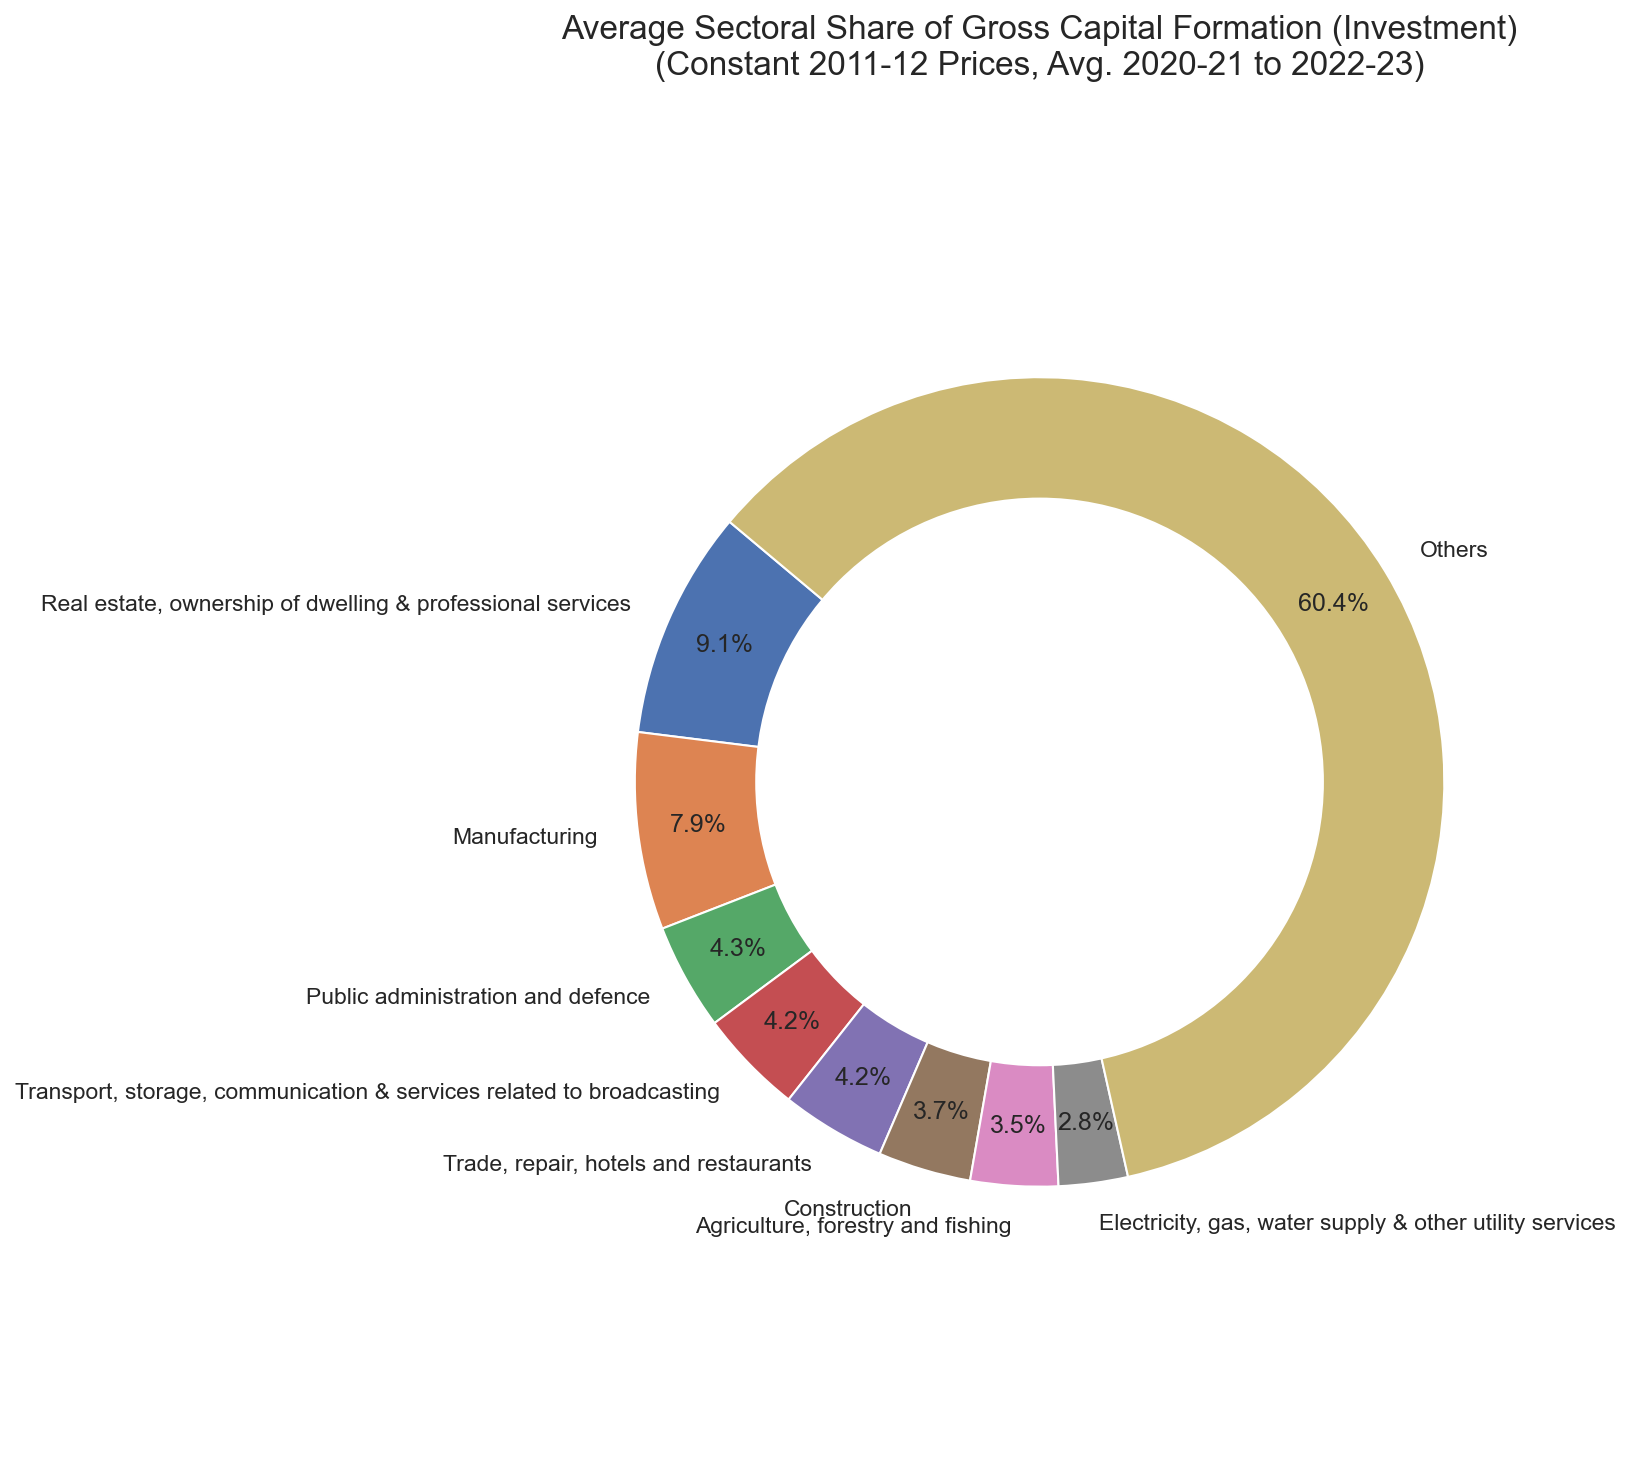 Average Sectoral Share of Gross Capital Formation (Investment)
(Constant 2011-12 Prices, Avg. 2020-21 to 2022-23)
Others
60.4%
Real estate, ownership of dwelling & professional services
9.1%
Manufacturing
7.9%
Public administration and defence
4.3%
Transport, storage, communication & services related to broadcasting
4.2%
Trade, repair, hotels and restaurants
4.2%
Construction
3.7%
Agriculture, forestry and fishing
3.5%
Electricity, gas, water supply & other utility services
2.8%